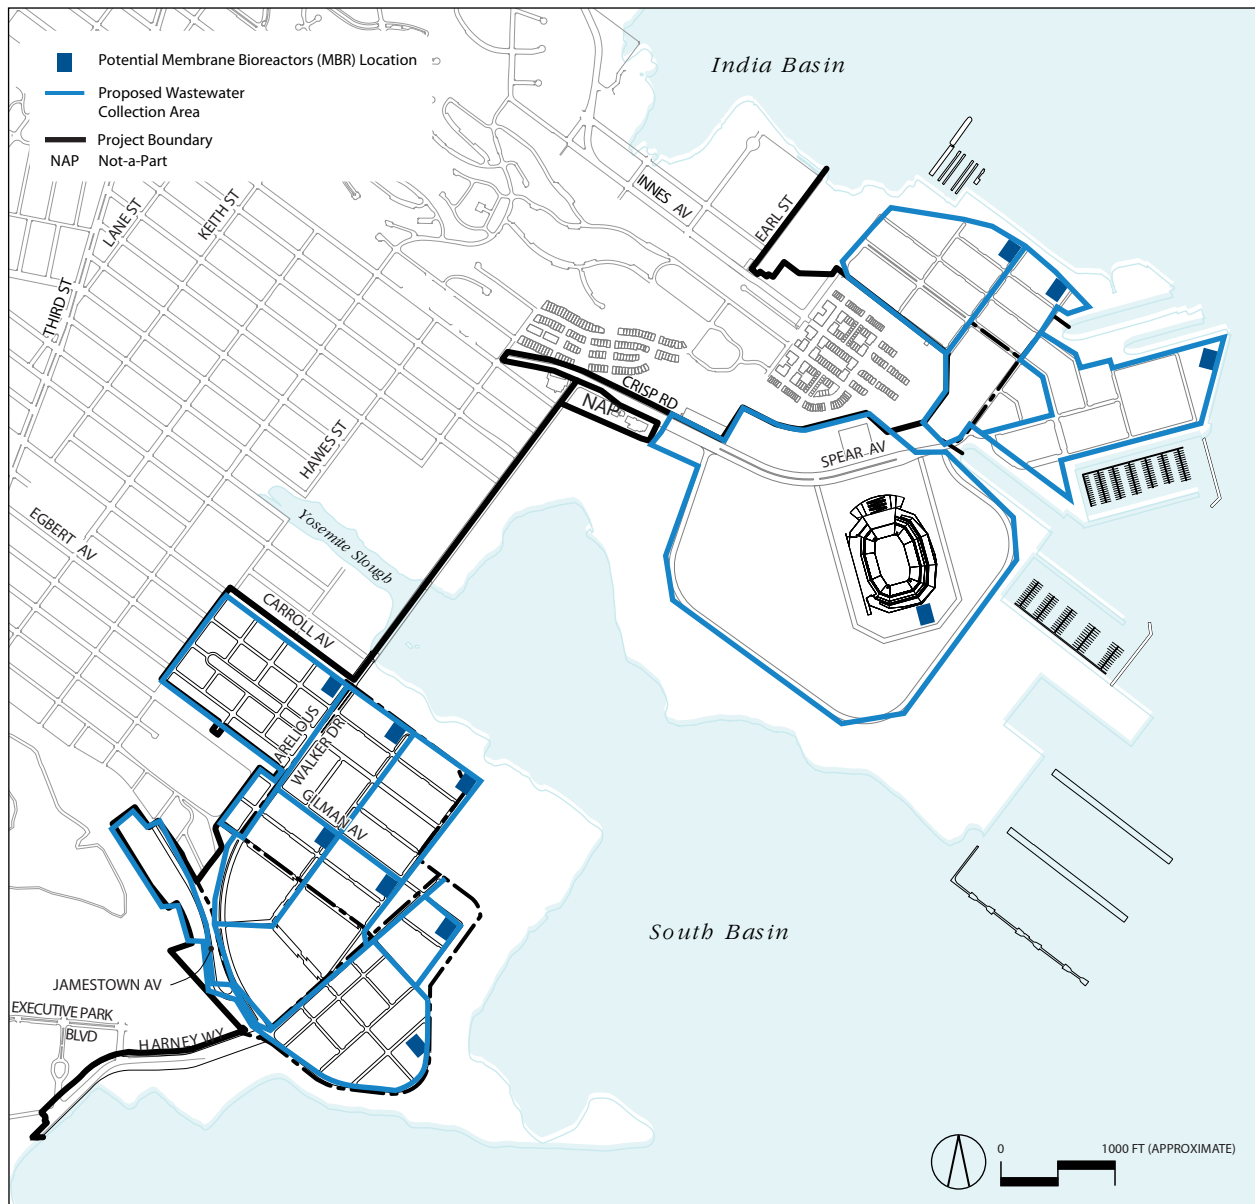 Potential Membrane Bioreactors (MBR) Location
Proposed Wastewater
Collection Area
Project Boundary
NAP Not-a-Part
India Basin
INNES AV
EARL ST
LANE ST
KEITH ST
THIRD ST
CRISP RD
NAP
HAWES ST
SPEAR AV
EGBERT AV
Yosemite Slough
CARROLL AV
ARELIOUS
WALKER DR
GILMAN AV
South Basin
JAMESTOWN AV
EXECUTIVE PARK
BLVD
HARNEY WY
0 1000 FT (APPROXIMATE)